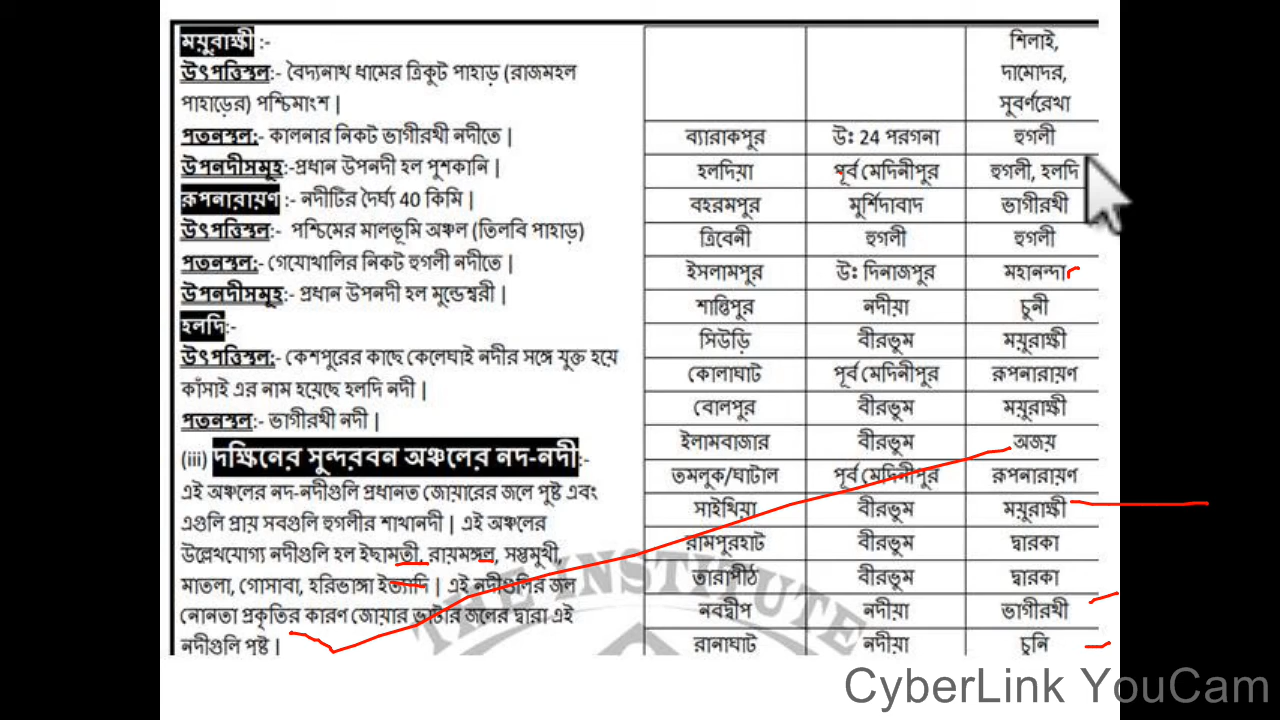 ময়ুরাক্ষী :-
উৎপত্তিস্থল:- বৈদ্যনাথ ধামের ত্রিকুট পাহাড় (রাজমহল
পাহাড়ের) পশ্চিমাংশ |
পতনস্থল:- কালনার নিকট ভাগীরথী নদীতে |
উপনদীসমূহ:-প্রধান উপনদী হল পুশকানি |
রূপনারায়ণ :- নদীটির দৈর্ঘ্য 40 কিমি |
উৎপত্তিস্থল:- পশ্চিমের মালভূমি অঞ্চল (তিলবি পাহাড়)
পতনস্থল:- গেযোখালির নিকট হুগলী নদীতে |
উপনদীসমূহ:- প্রধান উপনদী হল মুন্ডেশ্বরী |
হলদি:-
উৎপত্তিস্থল:- কেশপুরের কাছে কেলেঘাই নদীর সঙ্গে যুক্ত হয়ে
কাঁসাই এর নাম হয়েছে হলদি নদী |
পতনস্থল:- ভাগীরথী নদী |
(iii) দক্ষিনের সুন্দরবন অঞ্চলের নদ-নদী:-
এই অঞ্চলের নদ-নদীগুলি প্রধানত জোয়ারের জলে পুষ্ট এবং
এগুলি প্রায় সবগুলি হুগলীর শাখানদী | এই অঞ্চলের
উল্লেখযোগ্য নদীগুলি হল ইছামতী, রায়মঙ্গল, সপ্তমুখী,
মাতলা, গোসাবা, হরিভাঙ্গা ইত্যাদি | এই নদীগুলির জল
নোনতা প্রকৃতির কারণ জোয়ার ভাটার জলের দ্বারা এই
নদীগুলি পুষ্ট |
শিলাই,
দামোদর,
সুবর্ণরেখা
ব্যারাকপুর উঃ 24 পরগনা হুগলী
হলদিয়া পূর্ব মেদিনীপুর হুগলী, হলদি
বহরমপুর মুর্শিদাবাদ ভাগীরথী
ত্রিবেনী হুগলী হুগলী
ইসলামপুর উঃ দিনাজপুর মহানন্দা
শান্তিপুর নদীয়া চুনী
সিউড়ি বীরভুম ময়ুরাক্ষী
কোলাঘাট পূর্ব মেদিনীপুর রূপনারায়ণ
বোলপুর বীরভুম ময়ুরাক্ষী
ইলামবাজার বীরভুম অজয়
তমলুক/ঘাটাল পূর্ব মেদিনীপুর রূপনারায়ণ
সাইথিয়া বীরভুম ময়ুরাক্ষী
রামপুরহাট বীরভুম দ্বারকা
তারাপীঠ বীরভুম দ্বারকা
নবদ্বীপ নদীয়া ভাগীরথী
রানাঘাট নদীয়া চুনি
THE INSTITUTE
CyberLink YouCam